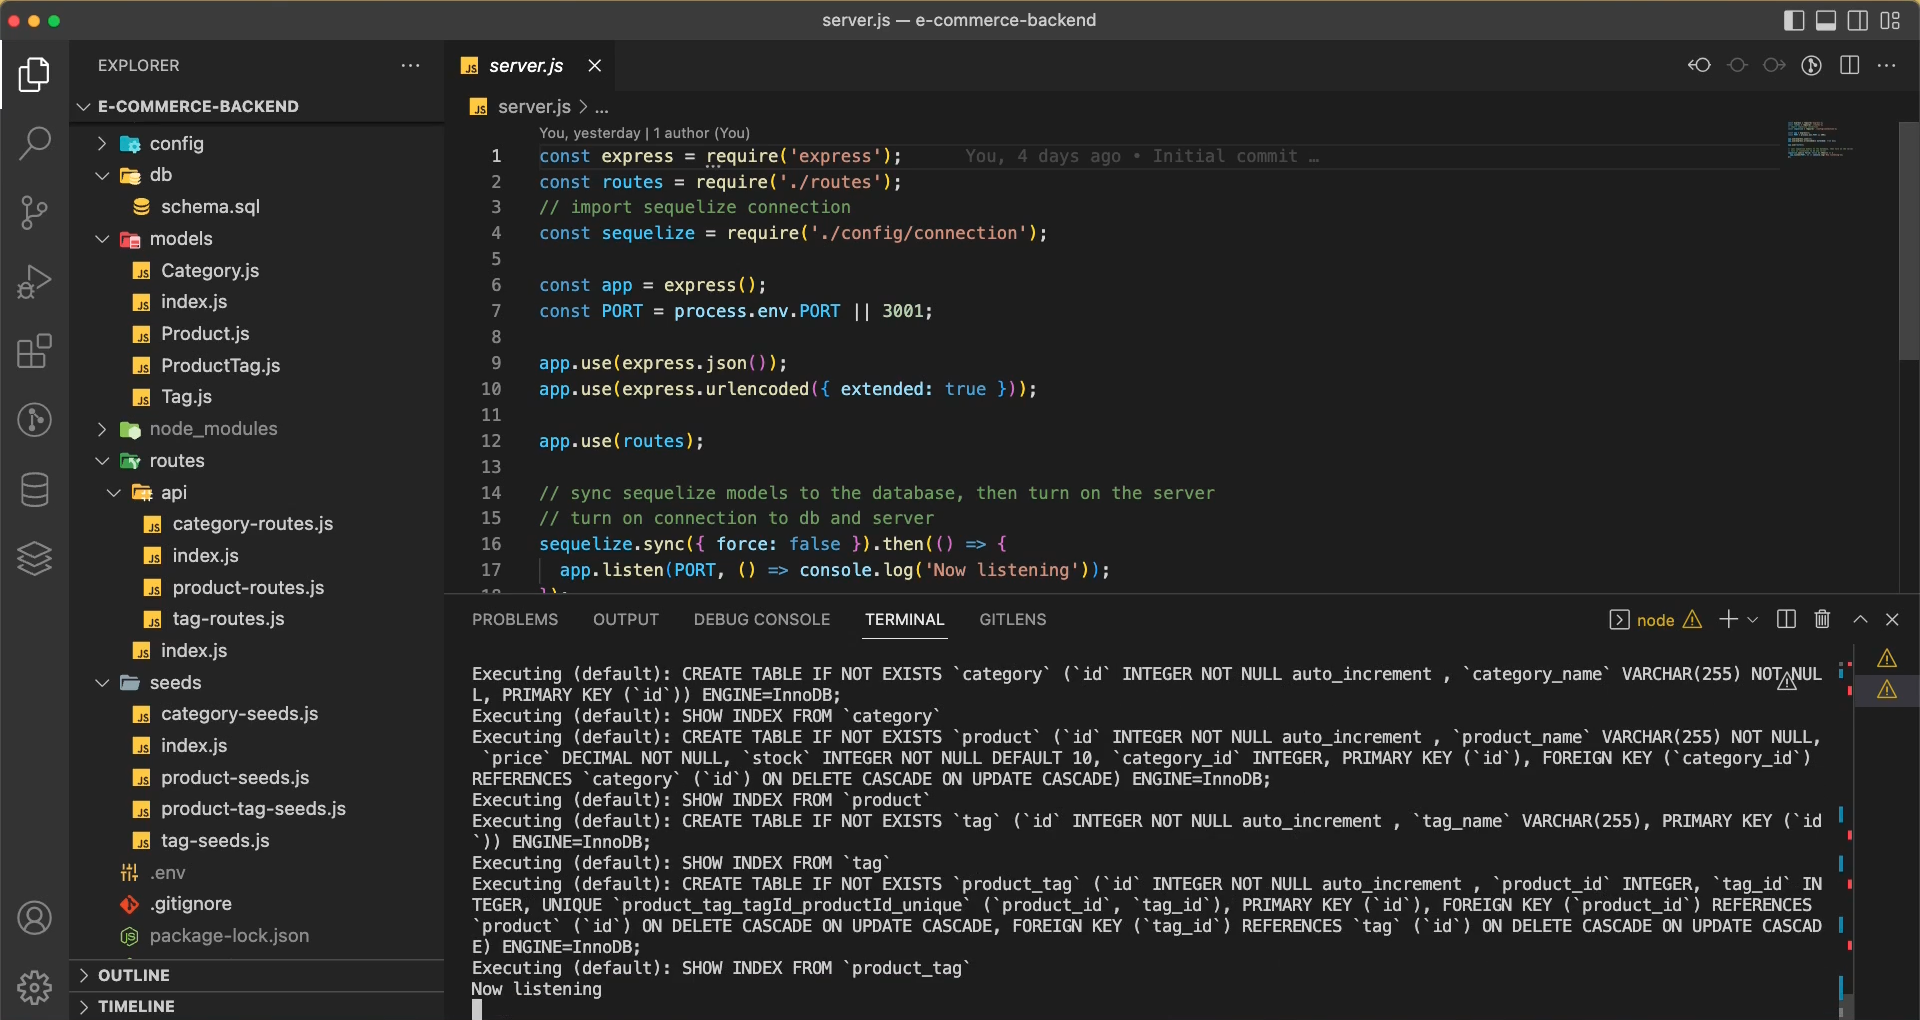 server.js — e-commerce-backend
EXPLORER
E-COMMERCE-BACKEND
config
db
schema.sql
models
Category.js
index.js
Product.js
ProductTag.js
Tag.js
node_modules
routes
api
category-routes.js
index.js
product-routes.js
tag-routes.js
index.js
seeds
category-seeds.js
index.js
product-seeds.js
product-tag-seeds.js
tag-seeds.js
.env
.gitignore
package-lock.json
OUTLINE
TIMELINE
JS server.js
JS server.js > ...
You, yesterday | 1 author (You)
1 const express = require('express'); You, 4 days ago • Initial commit …
2 const routes = require('./routes');
3 // import sequelize connection
4 const sequelize = require('./config/connection');
5
6 const app = express();
7 const PORT = process.env.PORT || 3001;
8
9 app.use(express.json());
10 app.use(express.urlencoded({ extended: true }));
11
12 app.use(routes);
13
14 // sync sequelize models to the database, then turn on the server
15 // turn on connection to db and server
16 sequelize.sync({ force: false }).then(() => {
17 app.listen(PORT, () => console.log('Now listening'));
18 });
PROBLEMS OUTPUT DEBUG CONSOLE TERMINAL GITLENS
node
Executing (default): CREATE TABLE IF NOT EXISTS `category` (`id` INTEGER NOT NULL auto_increment , `category_name` VARCHAR(255) NOT NUL
L, PRIMARY KEY (`id`)) ENGINE=InnoDB;
Executing (default): SHOW INDEX FROM `category`
Executing (default): CREATE TABLE IF NOT EXISTS `product` (`id` INTEGER NOT NULL auto_increment , `product_name` VARCHAR(255) NOT NULL,
`price` DECIMAL NOT NULL, `stock` INTEGER NOT NULL DEFAULT 10, `category_id` INTEGER, PRIMARY KEY (`id`), FOREIGN KEY (`category_id`)
REFERENCES `category` (`id`) ON DELETE CASCADE ON UPDATE CASCADE) ENGINE=InnoDB;
Executing (default): SHOW INDEX FROM `product`
Executing (default): CREATE TABLE IF NOT EXISTS `tag` (`id` INTEGER NOT NULL auto_increment , `tag_name` VARCHAR(255), PRIMARY KEY (`id
`)) ENGINE=InnoDB;
Executing (default): SHOW INDEX FROM `tag`
Executing (default): CREATE TABLE IF NOT EXISTS `product_tag` (`id` INTEGER NOT NULL auto_increment , `product_id` INTEGER, `tag_id` IN
TEGER, UNIQUE `product_tag_tagId_productId_unique` (`product_id`, `tag_id`), PRIMARY KEY (`id`), FOREIGN KEY (`product_id`) REFERENCES
`product` (`id`) ON DELETE CASCADE ON UPDATE CASCADE, FOREIGN KEY (`tag_id`) REFERENCES `tag` (`id`) ON DELETE CASCADE ON UPDATE CASCAD
E) ENGINE=InnoDB;
Executing (default): SHOW INDEX FROM `product_tag`
Now listening